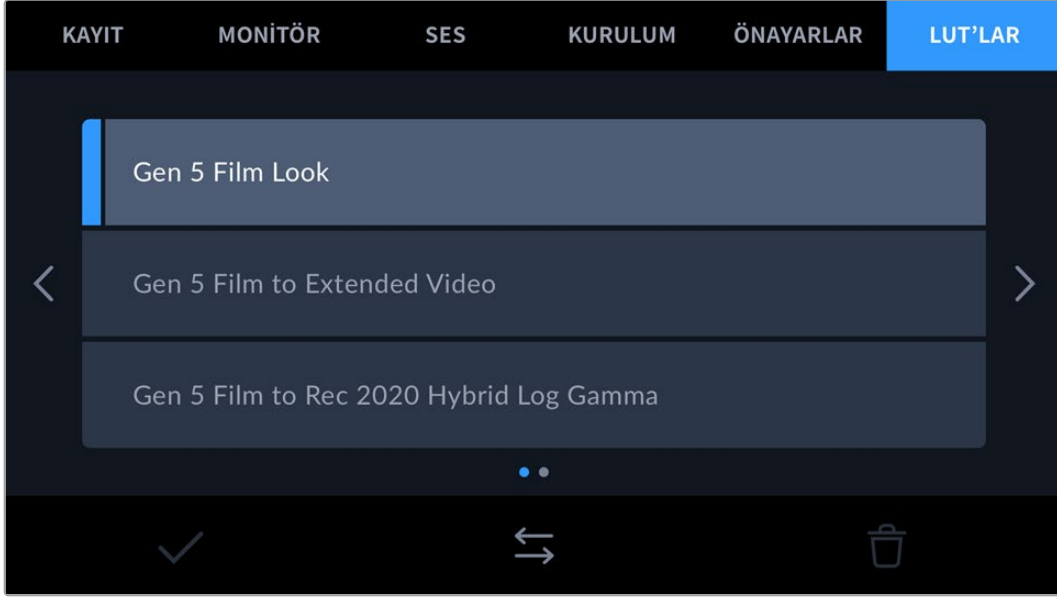 KAYIT MONİTÖR SES KURULUM ÖNAYARLAR LUT’LAR
Gen 5 Film Look
Gen 5 Film to Extended Video
Gen 5 Film to Rec 2020 Hybrid Log Gamma